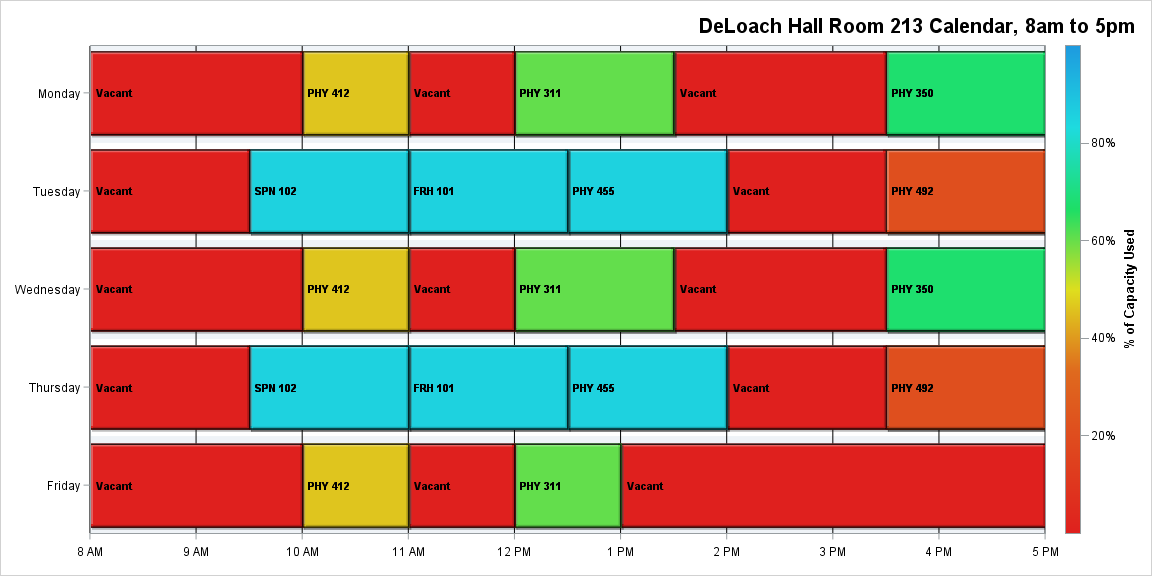 DeLoach Hall Room 213 Calendar, 8am to 5pm
Monday
Vacant
PHY 412
Vacant
PHY 311
Vacant
PHY 350
Tuesday
Vacant
SPN 102
FRH 101
PHY 455
Vacant
PHY 492
Wednesday
Vacant
PHY 412
Vacant
PHY 311
Vacant
PHY 350
Thursday
Vacant
SPN 102
FRH 101
PHY 455
Vacant
PHY 492
Friday
Vacant
PHY 412
Vacant
PHY 311
Vacant
8 AM
9 AM
10 AM
11 AM
12 PM
1 PM
2 PM
3 PM
4 PM
5 PM
80%
60%
40%
20%
% of Capacity Used